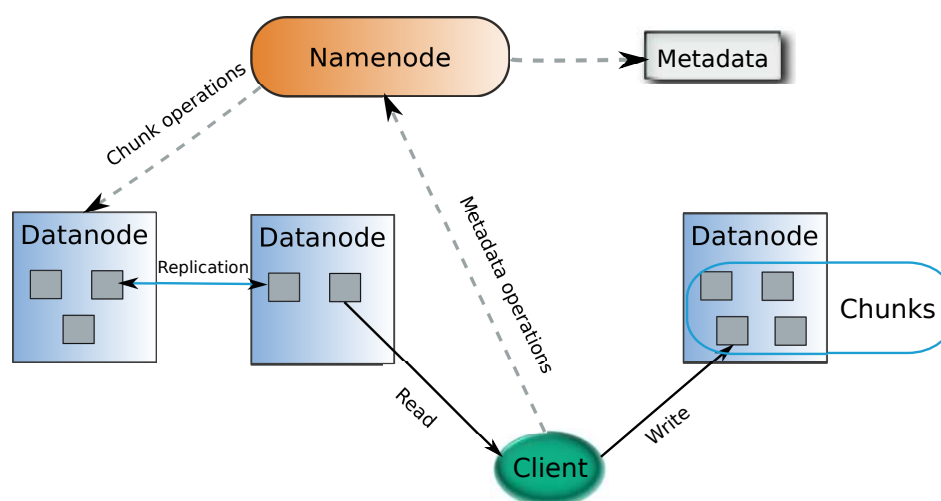 Namenode
Metadata
Chunk operations
Metadata operations
Datanode
Replication
Datanode
Datanode
Chunks
Read
Write
Client